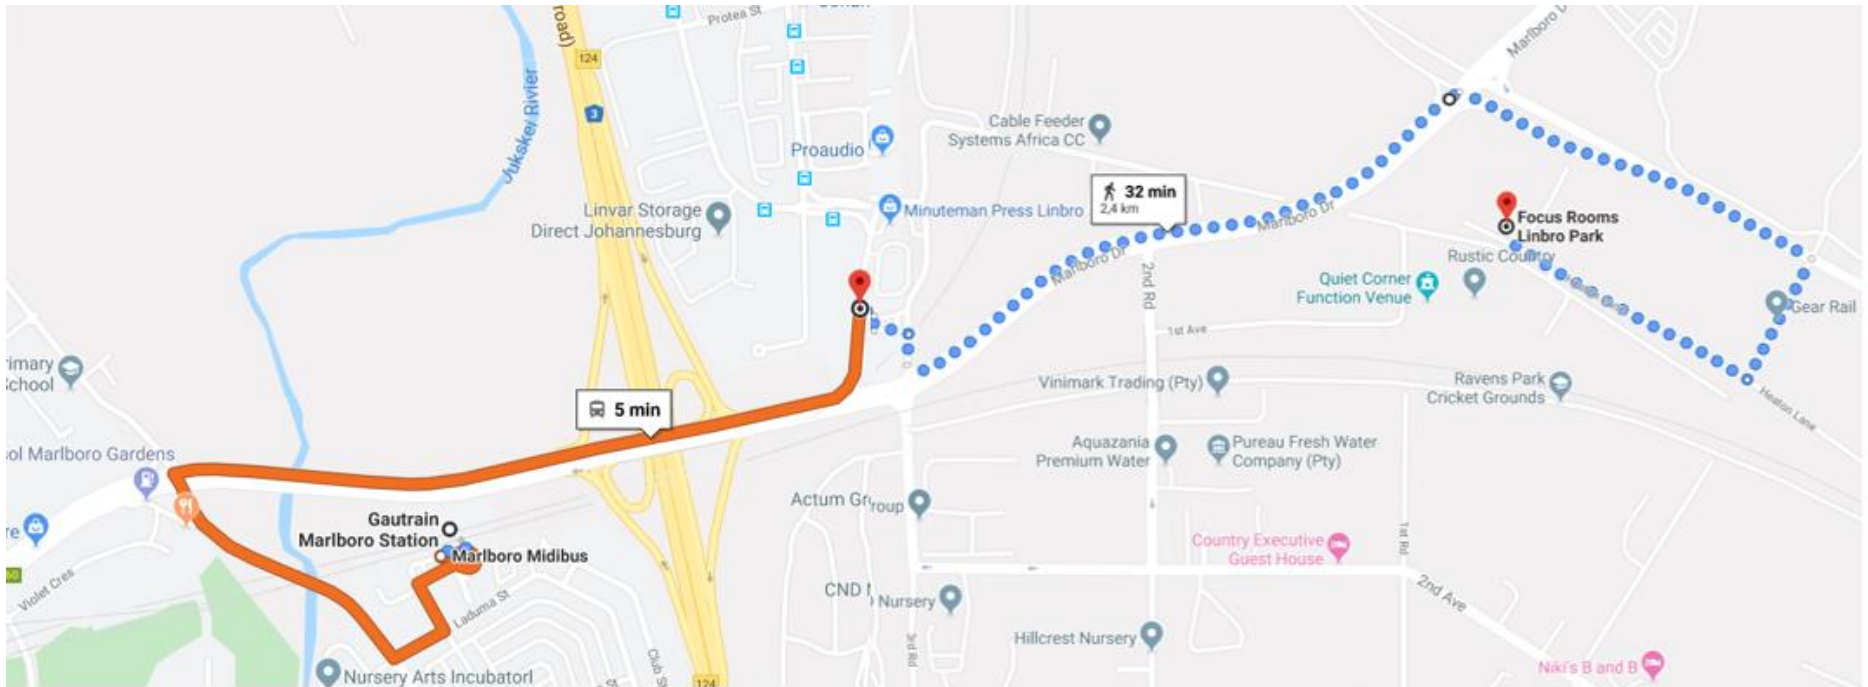 Protea St
road)
124
3
Jukskei Rivier
Marlboro D
Cable Feeder
Systems Africa CC
Proaudio
32 min
2,4 km
Linvar Storage
Direct Johannesburg
Minuteman Press Linbro
Marlboro Dr
Focus Rooms
Linbro Park
Rustic Country
Marlboro Dr
2nd Rd
Quiet Corner
Function Venue
Gear Rail
1st Ave
rimary
School
5 min
Vinimark Trading (Pty)
Ravens Park
Cricket Grounds
Heaton Lane
sol Marlboro Gardens
Aquazania
Premium Water
Pureau Fresh Water
Company (Pty)
Actum Group
Gautrain
Marlboro Station
Marlboro Midibus
re
60
Violet Cres
Laduma St
Country Executive
Guest House
1st Rd
2nd Ave
CND
Nursery
3rd Rd
Hillcrest Nursery
Club St
Nursery Arts Incubatorl
124
Niki's B and B